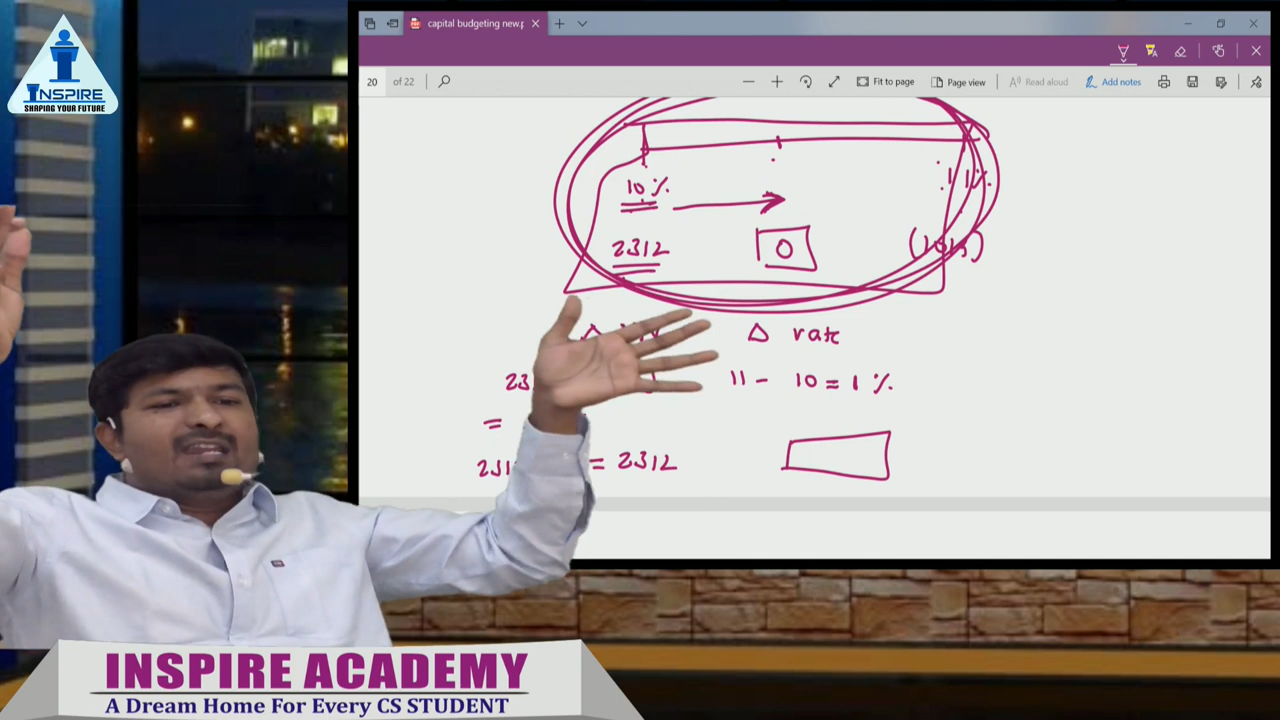 INSPIRE
SHAPING YOUR FUTURE
capital budgeting new.p
20 of 22
Fit to page
Page view
Read aloud
Add notes
10 %
11 %
2312
0
Δ rate
11 - 10 = 1 %
=
= 2312
INSPIRE ACADEMY
A Dream Home For Every CS STUDENT